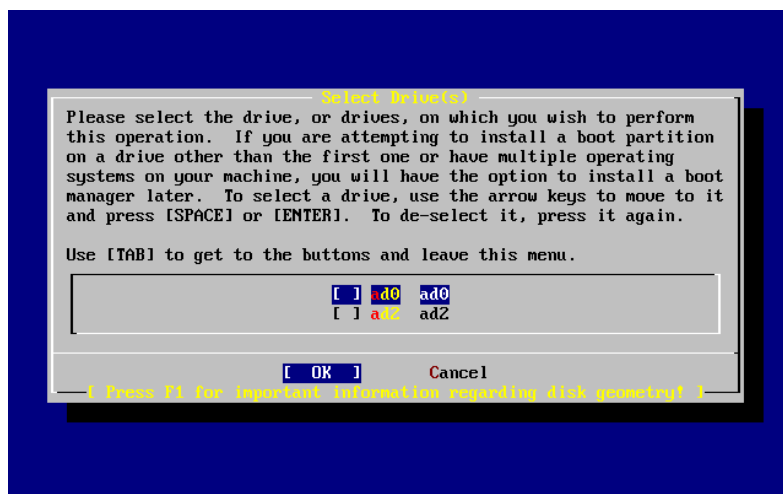 Select Drive(s)
Please select the drive, or drives, on which you wish to perform
this operation.  If you are attempting to install a boot partition
on a drive other than the first one or have multiple operating
systems on your machine, you will have the option to install a boot
manager later.  To select a drive, use the arrow keys to move to it
and press [SPACE] or [ENTER].  To de-select it, press it again.
Use [TAB] to get to the buttons and leave this menu.
[ ] ad0  ad0
[ ] ad2  ad2
[  OK  ]  Cancel
[ Press F1 for important information regarding disk geometry! ]